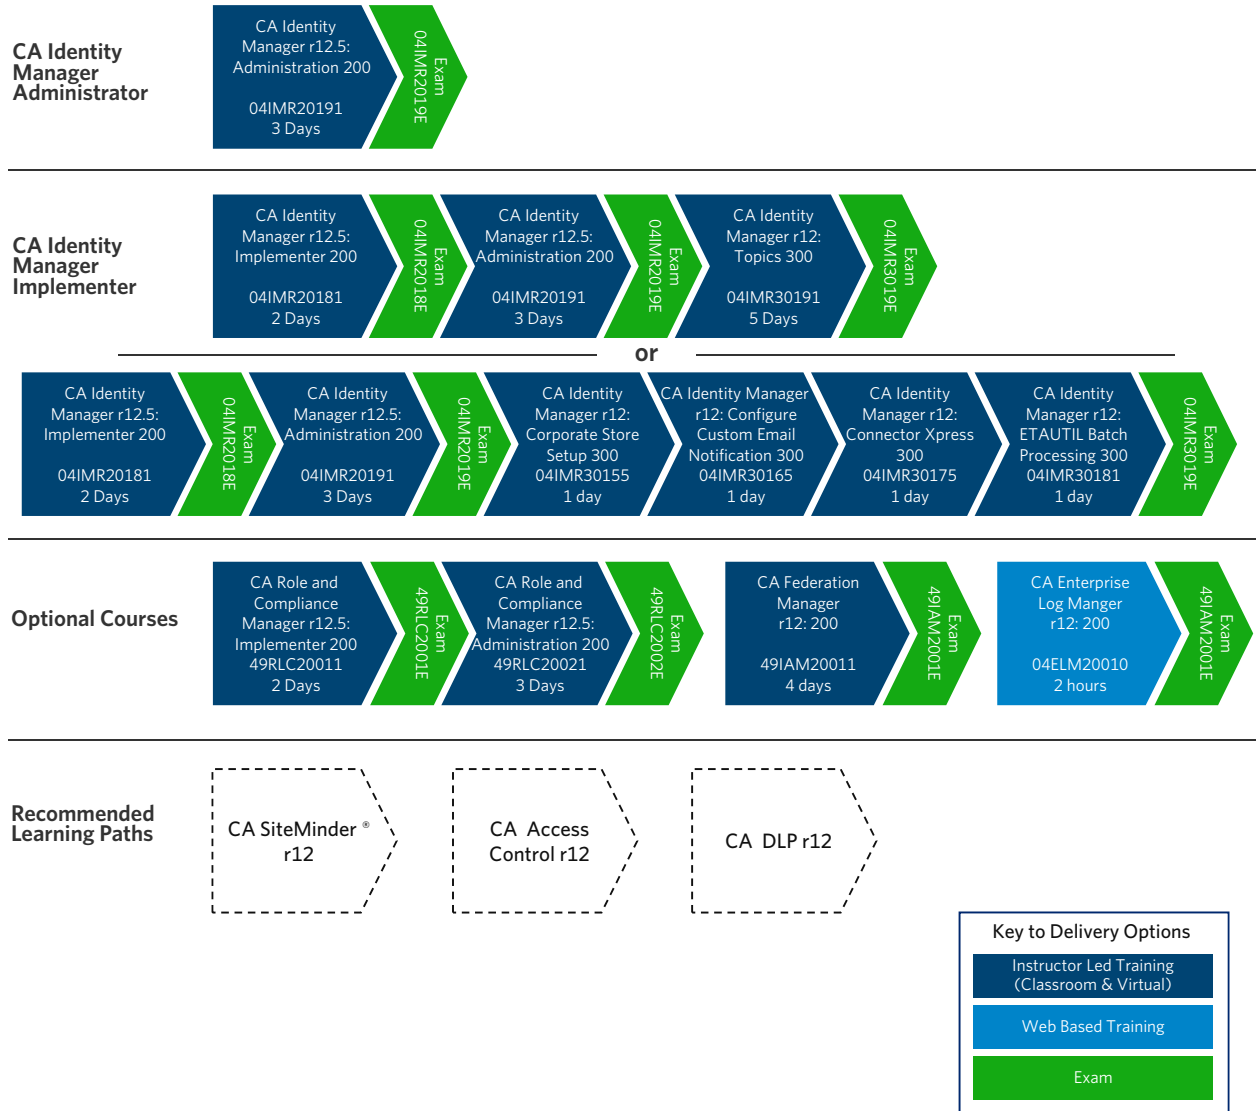 CA Identity
Manager
Administrator
CA Identity
Manager r12.5:
Administration 200
04IMR20191
3 Days
Exam
04IMR2019E
CA Identity
Manager
Implementer
CA Identity
Manager r12.5:
Implementer 200
04IMR20181
2 Days
Exam
04IMR2018E
CA Identity
Manager r12.5:
Administration 200
04IMR20191
3 Days
Exam
04IMR2019E
CA Identity
Manager r12:
Topics 300
04IMR30191
5 Days
Exam
04IMR3019E
or
CA Identity
Manager r12.5:
Implementer 200
04IMR20181
2 Days
Exam
04IMR2018E
CA Identity
Manager r12.5:
Administration 200
04IMR20191
3 Days
Exam
04IMR2019E
CA Identity
Manager r12:
Corporate Store
Setup 300
04IMR30155
1 day
CA Identity Manager
r12: Configure
Custom Email
Notification 300
04IMR30165
1 day
CA Identity
Manager r12:
Connector Xpress
300
04IMR30175
1 day
CA Identity
Manager r12:
ETAUTIL Batch
Processing 300
04IMR30181
1 day
Exam
04IMR3019E
Optional Courses
CA Role and
Compliance
Manager r12.5:
Implementer 200
49RLC20011
2 Days
Exam
49RLC2001E
CA Role and
Compliance
Manager r12.5:
Administration 200
49RLC20021
3 Days
Exam
49RLC2002E
CA Federation
Manager
r12: 200
49IAM20011
4 days
Exam
49IAM2001E
CA Enterprise
Log Manger
r12: 200
04ELM20010
2 hours
Exam
49IAM2001E
Recommended
Learning Paths
CA SiteMinder ®
r12
CA Access
Control r12
CA DLP r12
Key to Delivery Options
Instructor Led Training
(Classroom & Virtual)
Web Based Training
Exam